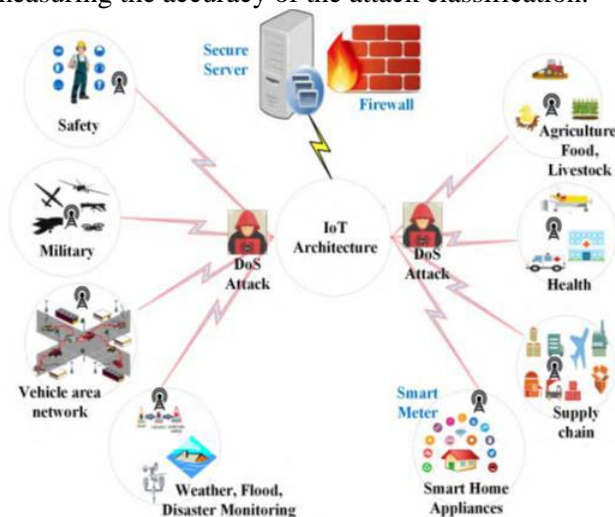 measuring the accuracy of the attack classification.
Secure
Server
Firewall
Safety
Agriculture
Food,
Livestock
Military
DoS
Attack
IoT
Architecture
DoS
Attack
Health
Vehicle area
network
Smart
Meter
Supply
chain
Weather, Flood,
Disaster Monitoring
Smart Home
Appliances